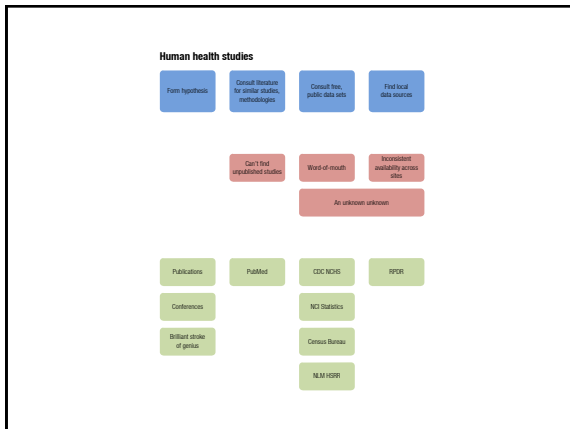 Human health studies
Form hypothesis
Consult literature
for similar studies,
methodologies
Consult free,
public data sets
Find local
data sources
Can't find
unpublished studies
Word-of-mouth
Inconsistent
availability across
sites
An unknown unknown
Publications
PubMed
CDC NCHS
RPDR
Conferences
NCI Statistics
Brilliant stroke
of genius
Census Bureau
NLM HSRR